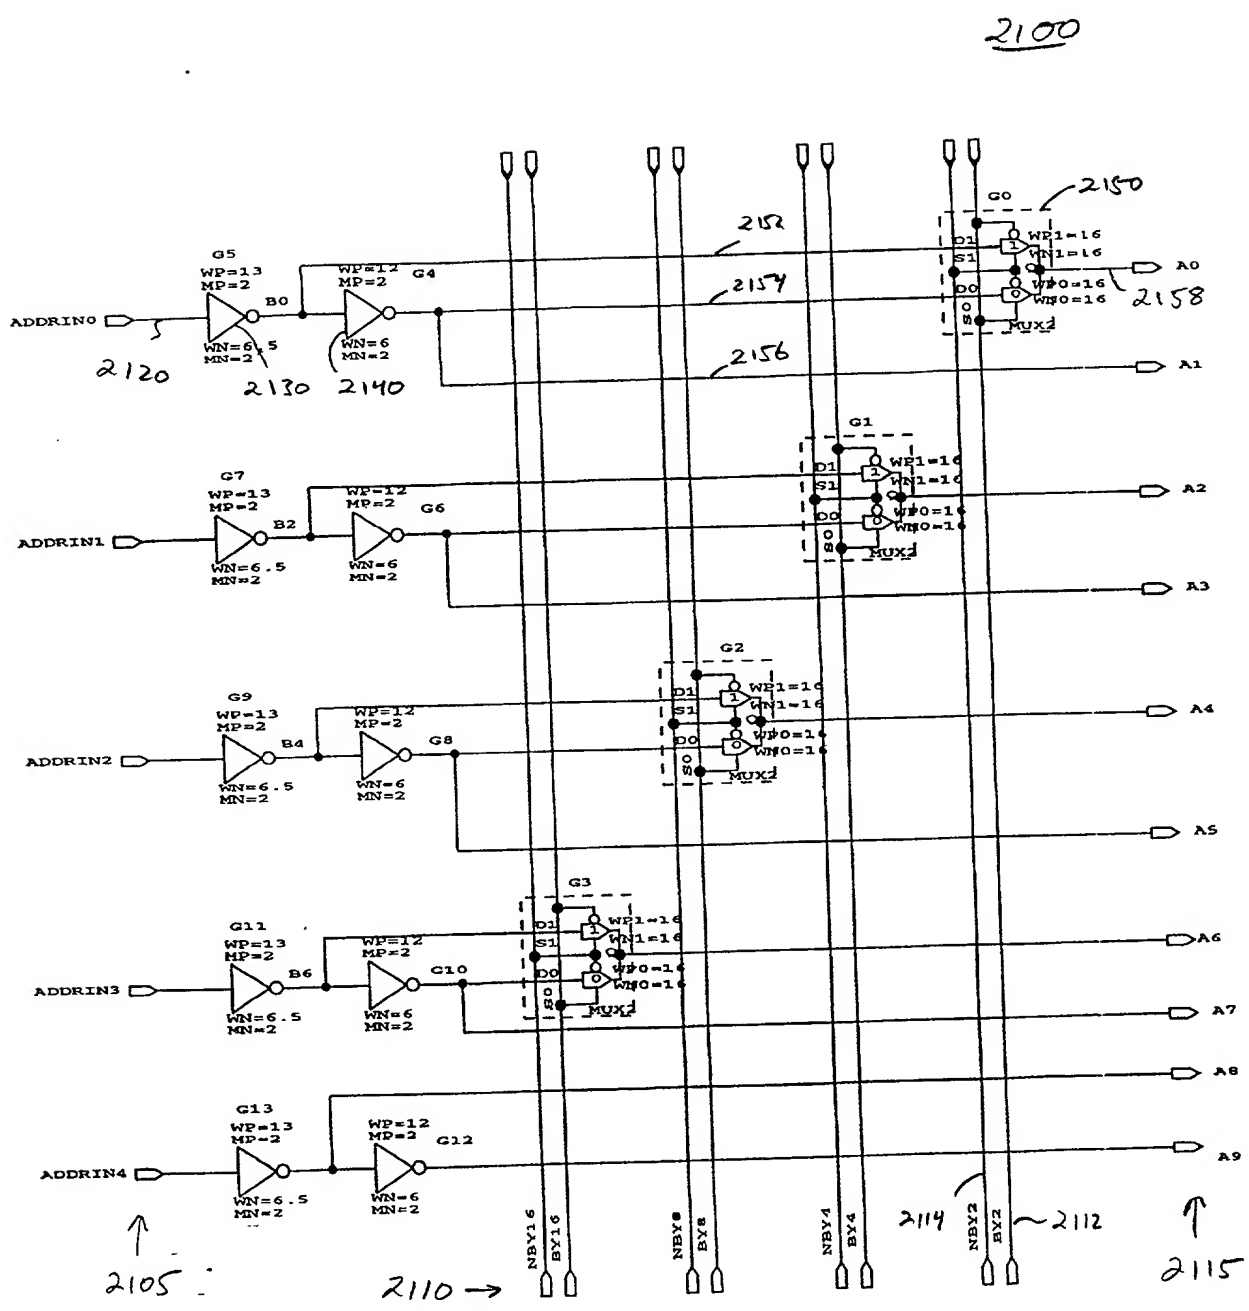 2100
G0
2150
2152
D1
WP1=16
WN1=16
S1
A0
G5
WP=13
MP=2
WP=12
MP=2
G4
2154
D0
WP0=16
WN0=16
2158
B0
ADDRIN0
S0
MUX2
WN=6.5
MN=2
WN=6
MN=2
2120
2130
2140
2156
A1
G1
D1
WP1=16
WN1=16
S1
A2
G7
WP=13
MP=2
WP=12
MP=2
G6
D0
WP0=16
WN0=16
B2
ADDRIN1
S0
MUX2
WN=6.5
MN=2
WN=6
MN=2
A3
G2
D1
WP1=16
WN1=16
S1
A4
G9
WP=13
MP=2
WP=12
MP=2
G8
D0
WP0=16
WN0=16
B4
ADDRIN2
S0
MUX2
WN=6.5
MN=2
WN=6
MN=2
A5
G3
D1
WP1=16
WN1=16
S1
A6
G11
WP=13
MP=2
WP=12
MP=2
G10
D0
WP0=16
WN0=16
B6
ADDRIN3
S0
MUX2
WN=6.5
MN=2
WN=6
MN=2
A7
A8
G13
WP=13
MP=2
WP=12
MP=2
G12
ADDRIN4
A9
WN=6.5
MN=2
WN=6
MN=2
NBY16
BY16
NBY8
BY8
NBY4
BY4
2114
NBY2
BY2
2112
2105
2110
2115